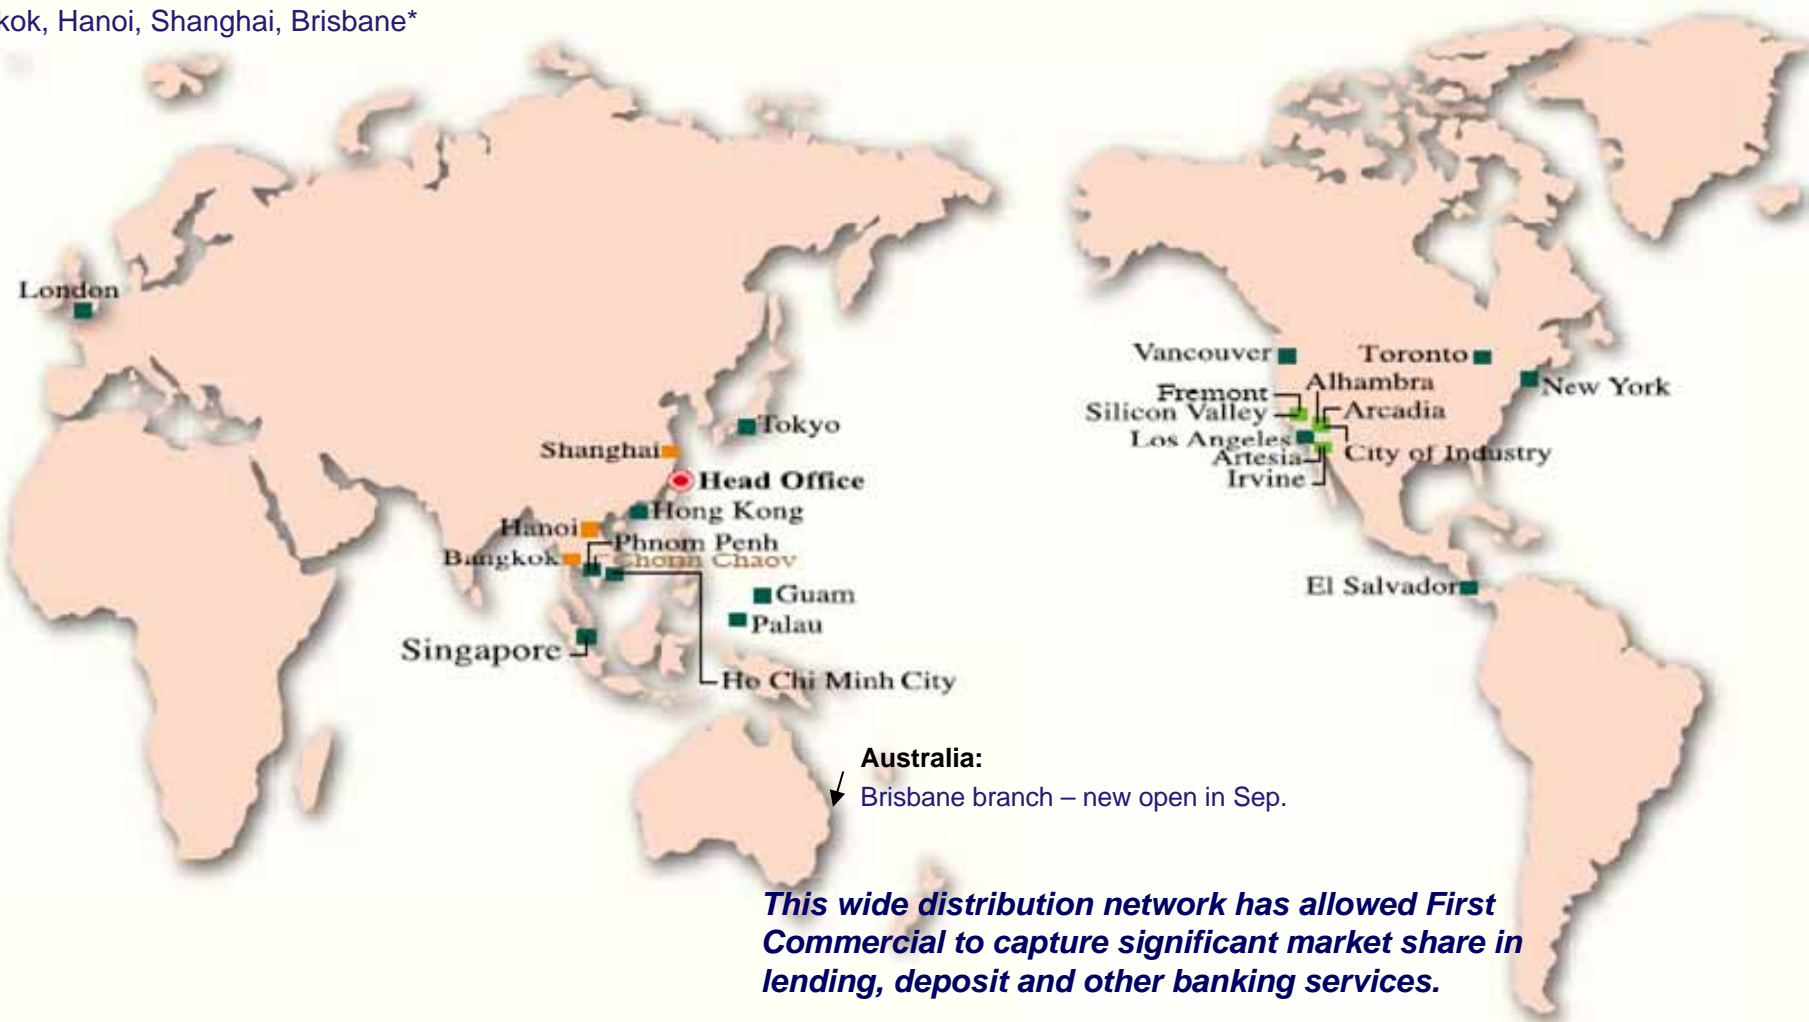 kok, Hanoi, Shanghai, Brisbane*
London
Vancouver
Toronto
Fremont
Alhambra
New York
Silicon Valley
Arcadia
Tokyo
Los Angeles
Shanghai
Artesia
City of Industry
Head Office
Irvine
Hong Kong
Hanoi
Phnom Penh
Bangkok
Chorm Chaov
El Salvador
Guam
Palau
Singapore
Ho Chi Minh City
Australia:
Brisbane branch – new open in Sep.
This wide distribution network has allowed First
Commercial to capture significant market share in
lending, deposit and other banking services.